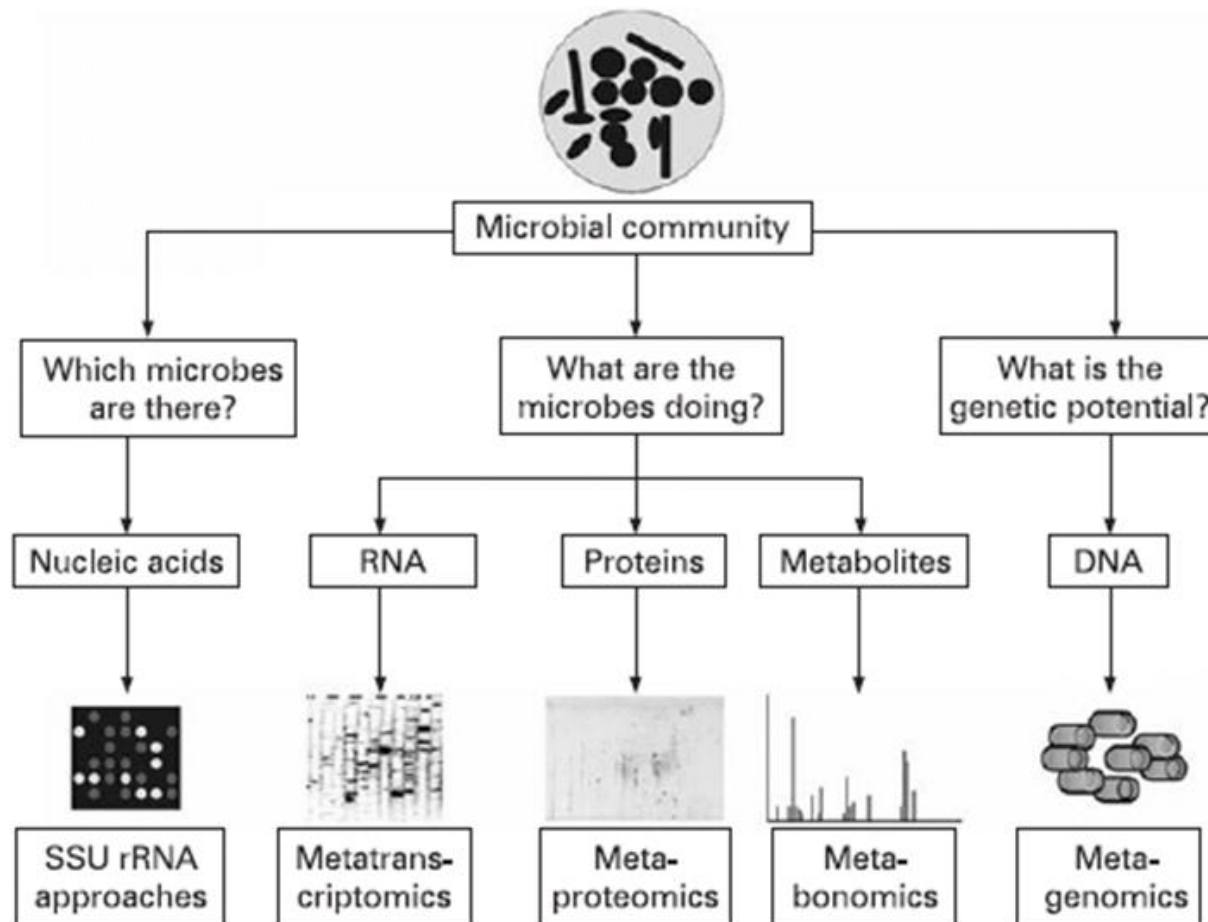 Microbial community
Which microbes
are there?
What are the
microbes doing?
What is the
genetic potential?
Nucleic acids
RNA
Proteins
Metabolites
DNA
SSU rRNA
approaches
Metatrans-
criptomics
Meta-
proteomics
Meta-
bonomics
Meta-
genomics